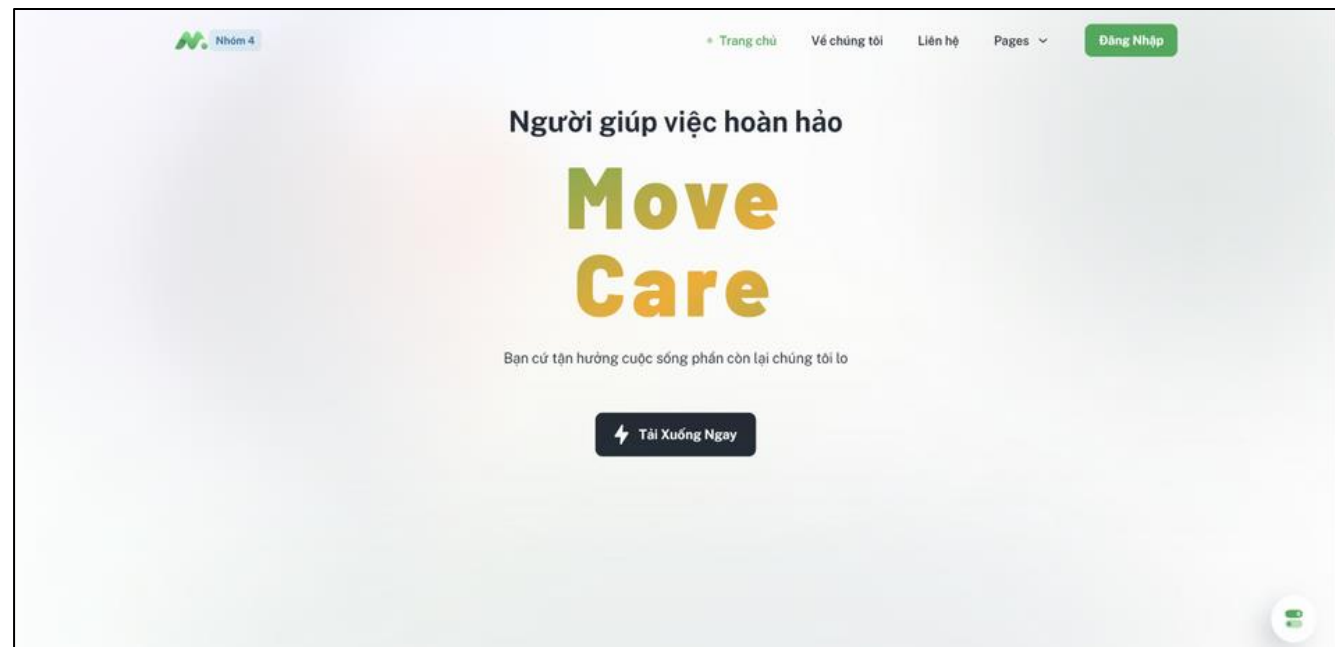 Nhóm 4
Trang chủ
Về chúng tôi
Liên hệ
Pages
Đăng Nhập
Người giúp việc hoàn hảo
Move
Care
Bạn cứ tận hưởng cuộc sống phần còn lại chúng tôi lo
Tải Xuống Ngay